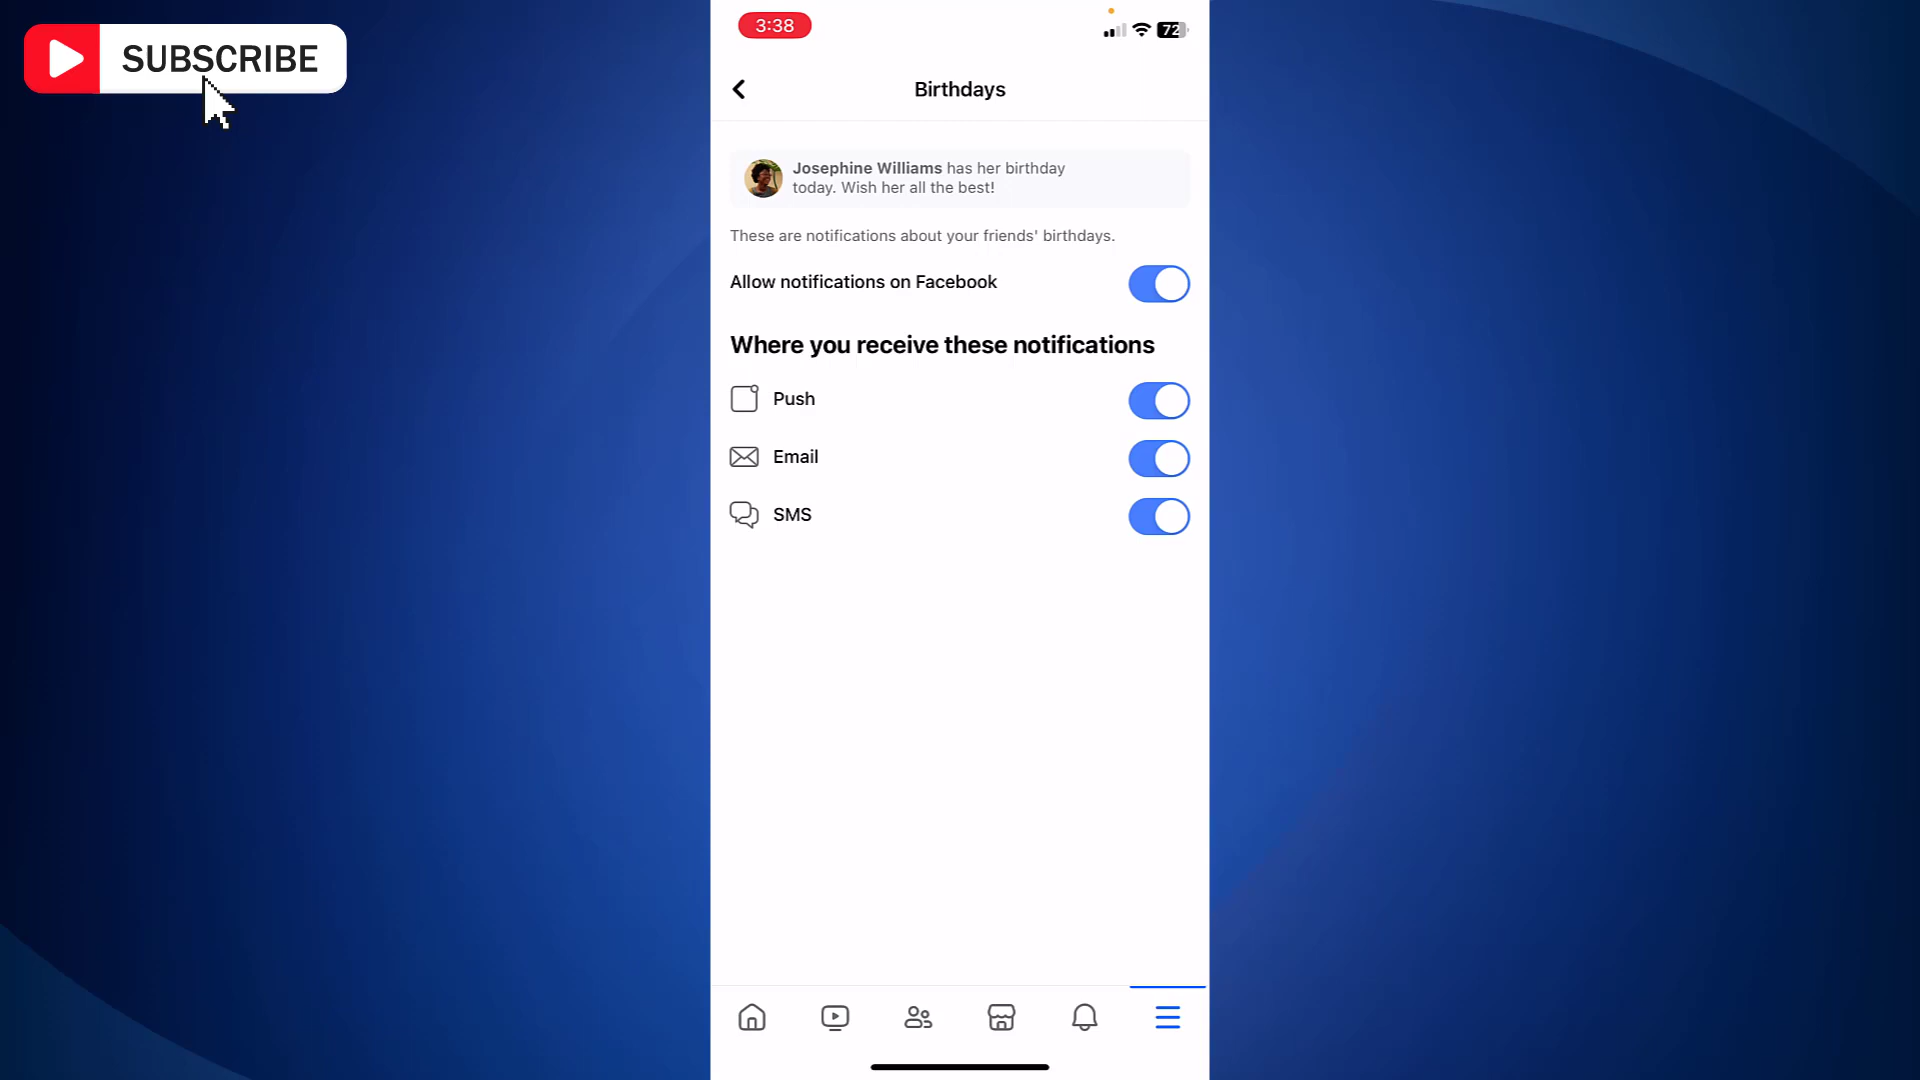 SUBSCRIBE
3:38
72
Birthdays
Josephine Williams has her birthday
today. Wish her all the best!
These are notifications about your friends' birthdays.
Allow notifications on Facebook
Where you receive these notifications
Push
Email
SMS